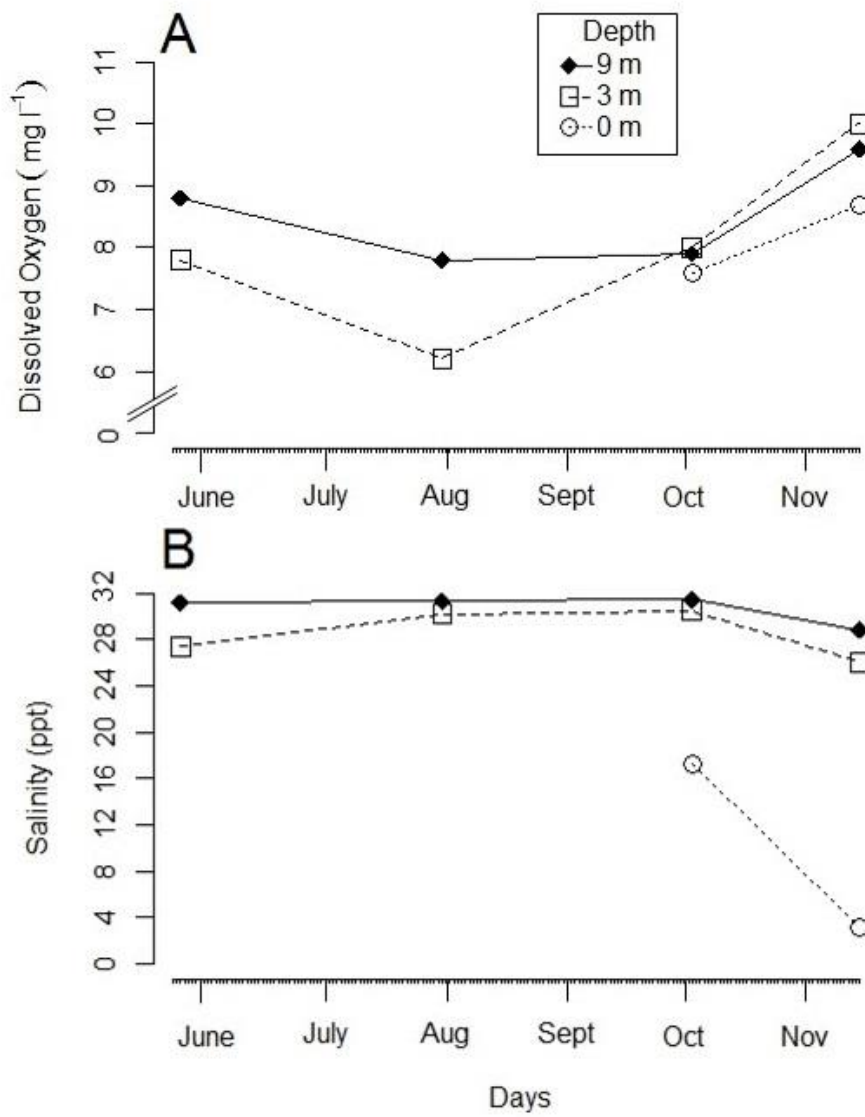 A
Depth
9 m
3 m
0 m
Dissolved Oxygen ( mg l⁻¹)
11
10
9
8
7
6
0
June July Aug Sept Oct Nov
B
Salinity (ppt)
32
28
24
20
16
12
8
4
0
June July Aug Sept Oct Nov
Days